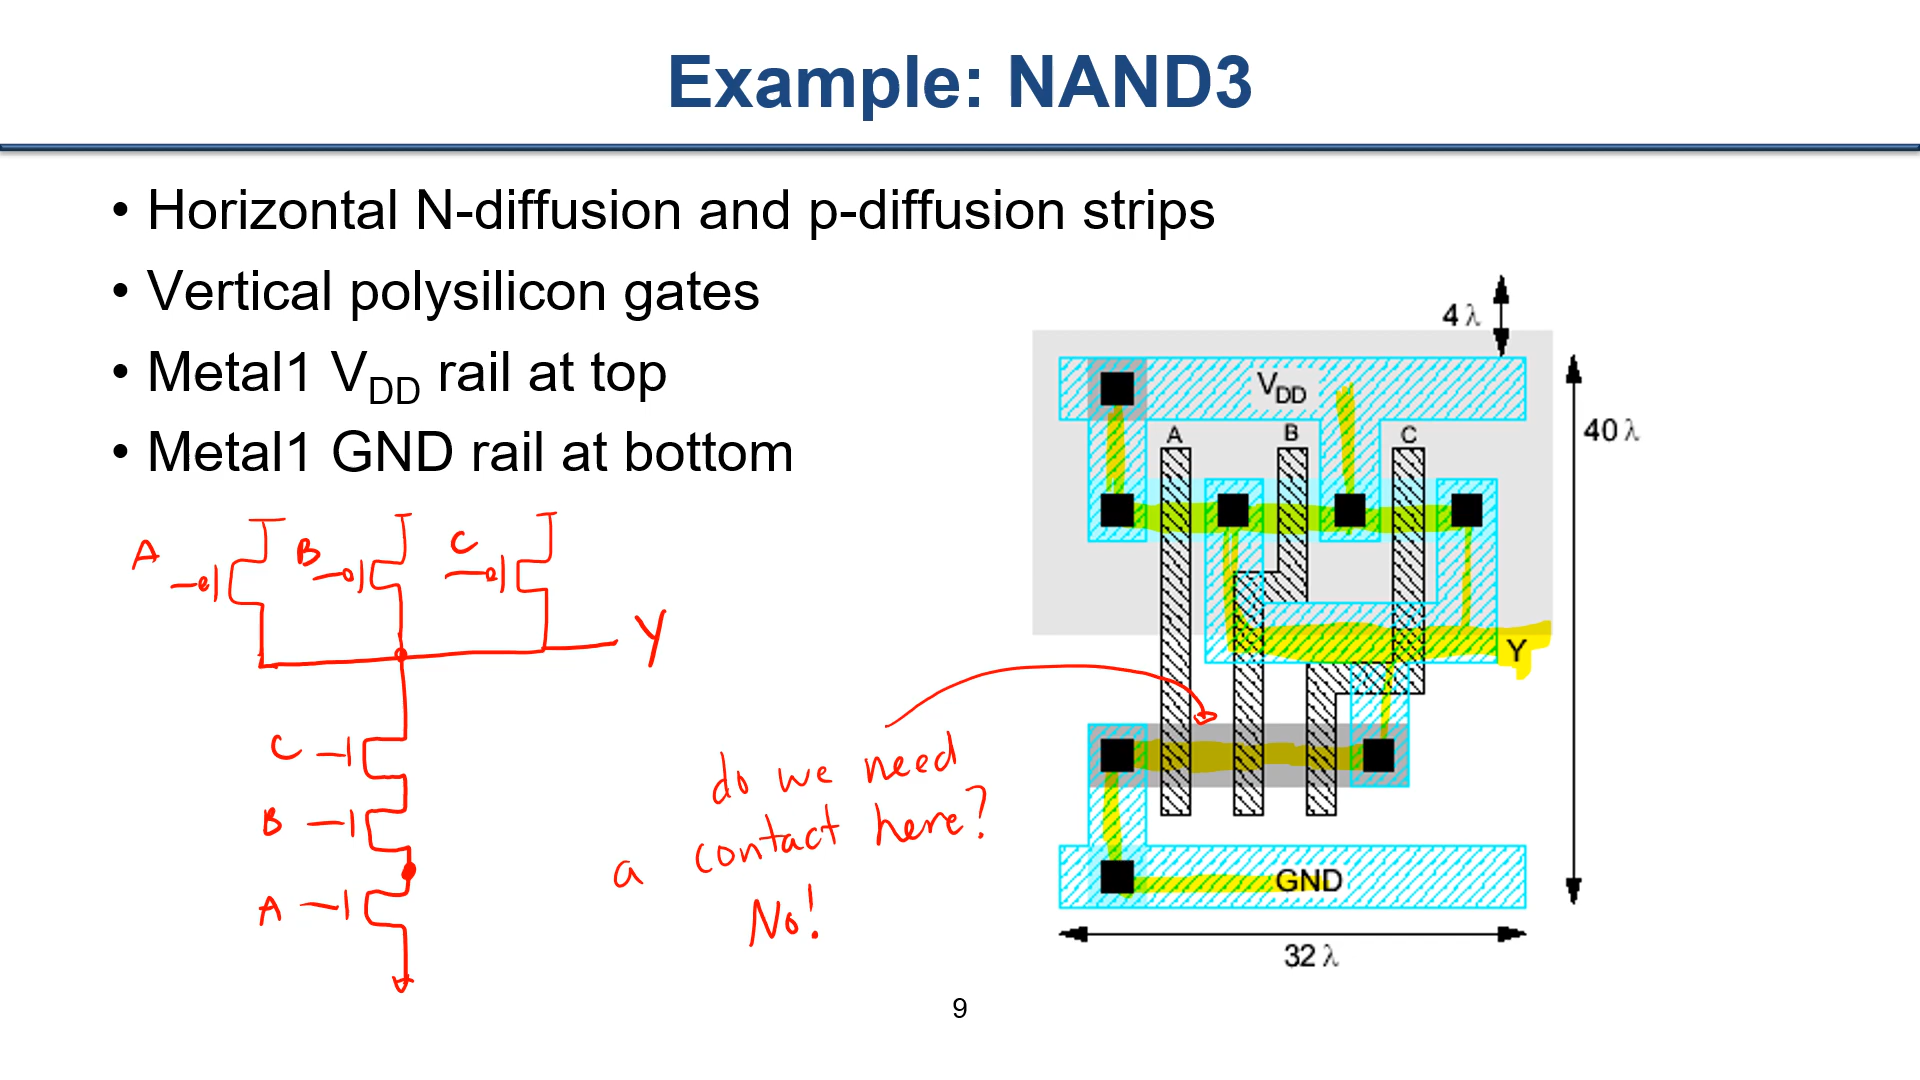 Example: NAND3
• Horizontal N-diffusion and p-diffusion strips
• Vertical polysilicon gates
• Metal1 VDD rail at top
• Metal1 GND rail at bottom
A
B
C
Y
C
B
A
do we need
a contact here?
No!
4 λ
VDD
A
B
C
40 λ
Y
GND
32 λ
9